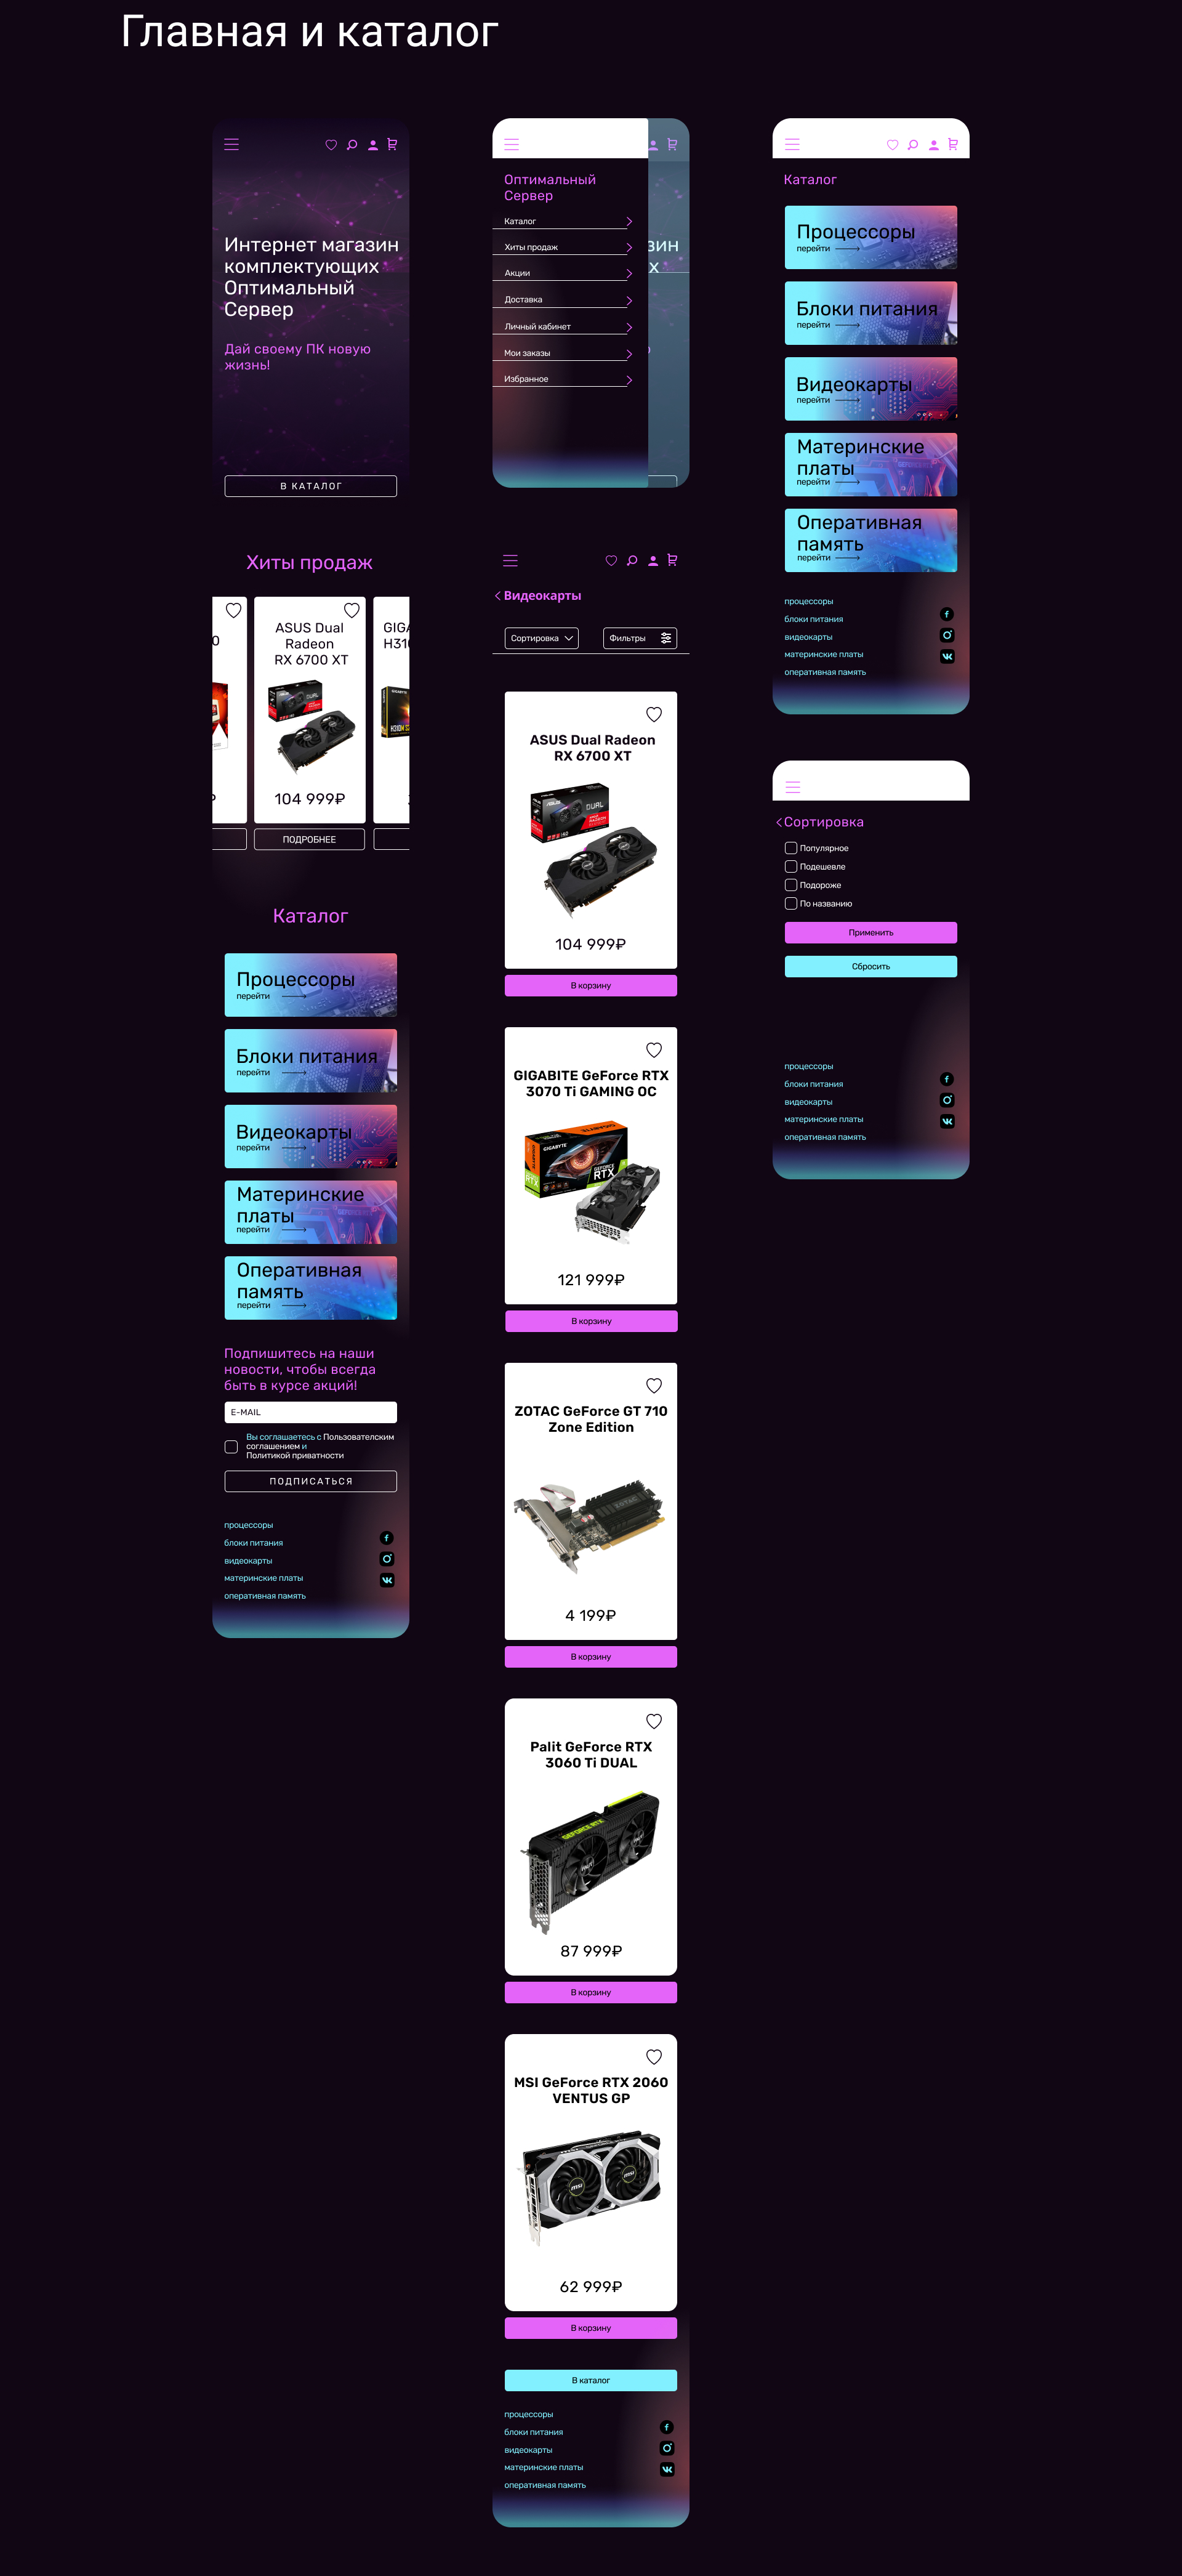 Главная и каталог
Интернет магазин
комплектующих
Оптимальный
Сервер
Дай своему ПК новую
жизнь!
В КАТАЛОГ
Хиты продаж
ASUS Dual
Radeon
RX 6700 XT
104 999₽
ПОДРОБНЕЕ
GIGA
H310
Каталог
Процессоры
перейти
Блоки питания
перейти
Видеокарты
перейти
Материнские
платы
перейти
Оперативная
память
перейти
Подпишитесь на наши
новости, чтобы всегда
быть в курсе акций!
E-MAIL
Вы соглашаетесь с Пользователским
соглашением и
Политикой приватности
ПОДПИСАТЬСЯ
процессоры
блоки питания
видеокарты
материнские платы
оперативная память
Оптимальный
Сервер
Каталог
Хиты продаж
Акции
Доставка
Личный кабинет
Мои заказы
Избранное
зин
х
Видеокарты
Сортировка
Фильтры
ASUS Dual Radeon
RX 6700 XT
104 999₽
В корзину
GIGABITE GeForce RTX
3070 Ti GAMING OC
121 999₽
В корзину
ZOTAC GeForce GT 710
Zone Edition
4 199₽
В корзину
Palit GeForce RTX
3060 Ti DUAL
87 999₽
В корзину
MSI GeForce RTX 2060
VENTUS GP
62 999₽
В корзину
В каталог
процессоры
блоки питания
видеокарты
материнские платы
оперативная память
Каталог
Процессоры
перейти
Блоки питания
перейти
Видеокарты
перейти
Материнские
платы
перейти
Оперативная
память
перейти
процессоры
блоки питания
видеокарты
материнские платы
оперативная память
Сортировка
Популярное
Подешевле
Подороже
По названию
Применить
Сбросить
процессоры
блоки питания
видеокарты
материнские платы
оперативная память